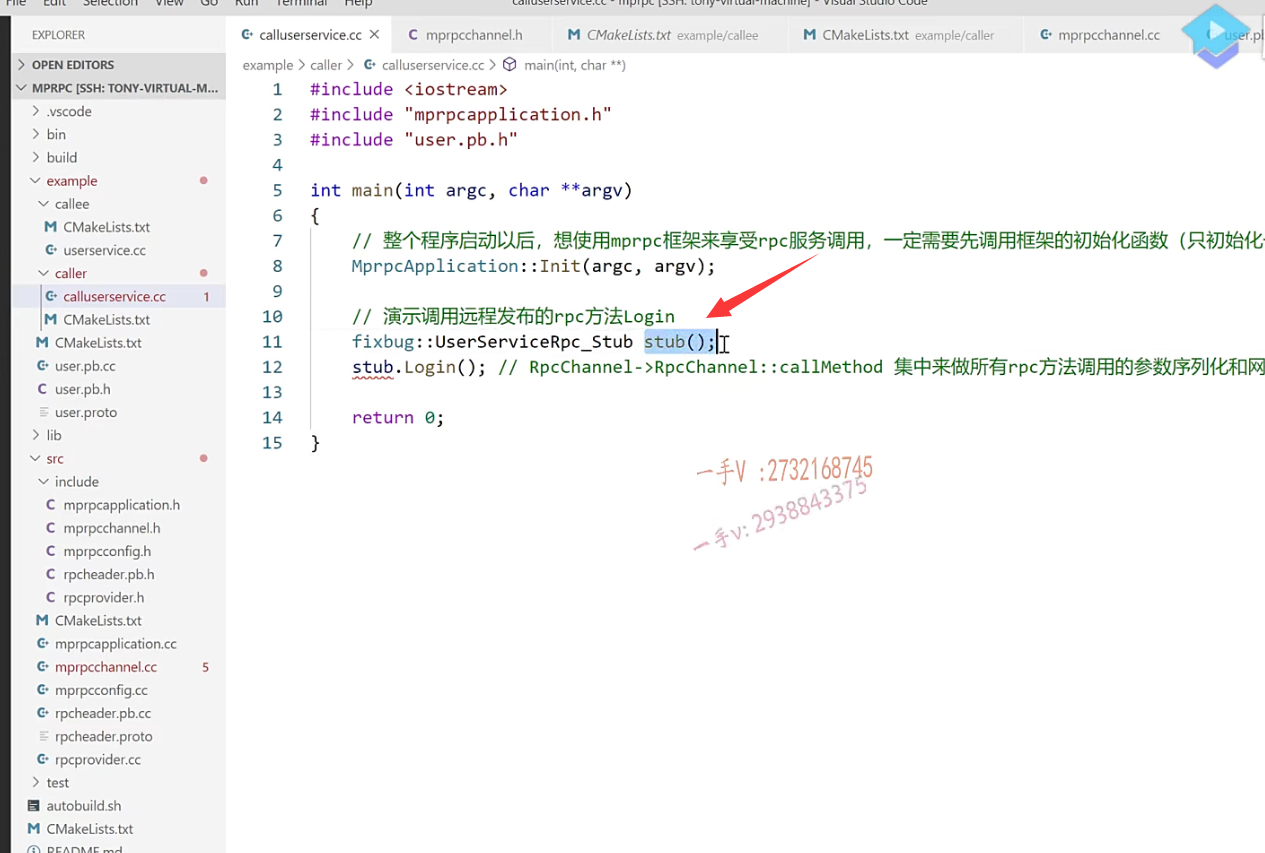 File Edit Selection View Go Run Terminal Help
calluserservice.cc - mprpc [SSH: tony-virtual-machine] - Visual Studio Code
EXPLORER
calluserservice.cc
mprpcchannel.h
CMakeLists.txt example/callee
CMakeLists.txt example/caller
mprpcchannel.cc
user.pb
OPEN EDITORS
MPRPC [SSH: TONY-VIRTUAL-M...
.vscode
bin
build
example
callee
CMakeLists.txt
userservice.cc
caller
calluserservice.cc 1
CMakeLists.txt
CMakeLists.txt
user.pb.cc
user.pb.h
user.proto
lib
src
include
mprpcapplication.h
mprpcchannel.h
mprpcconfig.h
rpcheader.pb.h
rpcprovider.h
CMakeLists.txt
mprpcapplication.cc
mprpcchannel.cc 5
mprpcconfig.cc
rpcheader.pb.cc
rpcheader.proto
rpcprovider.cc
test
autobuild.sh
CMakeLists.txt
README.md
example > caller > calluserservice.cc > main(int, char **)
1 #include <iostream>
2 #include "mprpcapplication.h"
3 #include "user.pb.h"
4
5 int main(int argc, char **argv)
6 {
7 // 整个程序启动以后，想使用mprpc框架来享受rpc服务调用，一定需要先调用框架的初始化函数（只初始化
8 MprpcApplication::Init(argc, argv);
9
10 // 演示调用远程发布的rpc方法Login
11 fixbug::UserServiceRpc_Stub stub();
12 stub.Login(); // RpcChannel->RpcChannel::callMethod 集中来做所有rpc方法调用的参数序列化和网
13
14 return 0;
15 }
一手V :2732168745
一手v: 2938843375